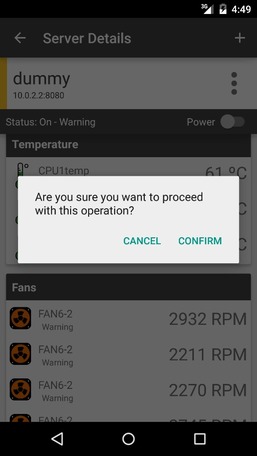 3G 4:49
Server Details
dummy
10.0.2.2:8080
Status: On - Warning Power
Temperature
CPU1temp 61 ºC
Are you sure you want to proceed
with this operation?
CANCEL CONFIRM
Fans
FAN6-2 2932 RPM
Warning
FAN6-2 2211 RPM
Warning
FAN6-2 2270 RPM
Warning
FAN6-2